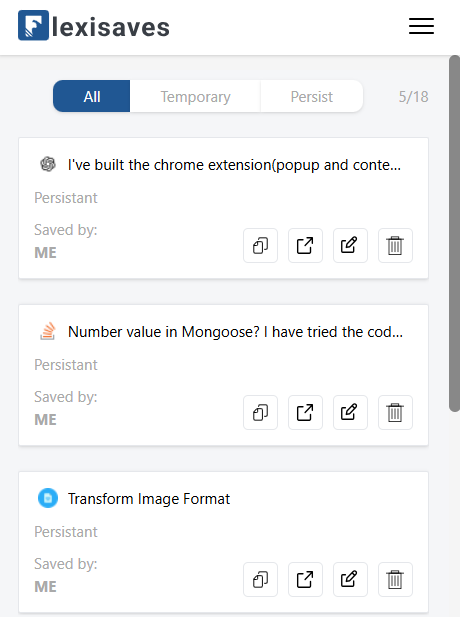 Flexisaves
All Temporary Persist 5/18
I've built the chrome extension(popup and conte...
Persistant
Saved by:
ME
Number value in Mongoose? I have tried the cod...
Persistant
Saved by:
ME
Transform Image Format
Persistant
Saved by:
ME